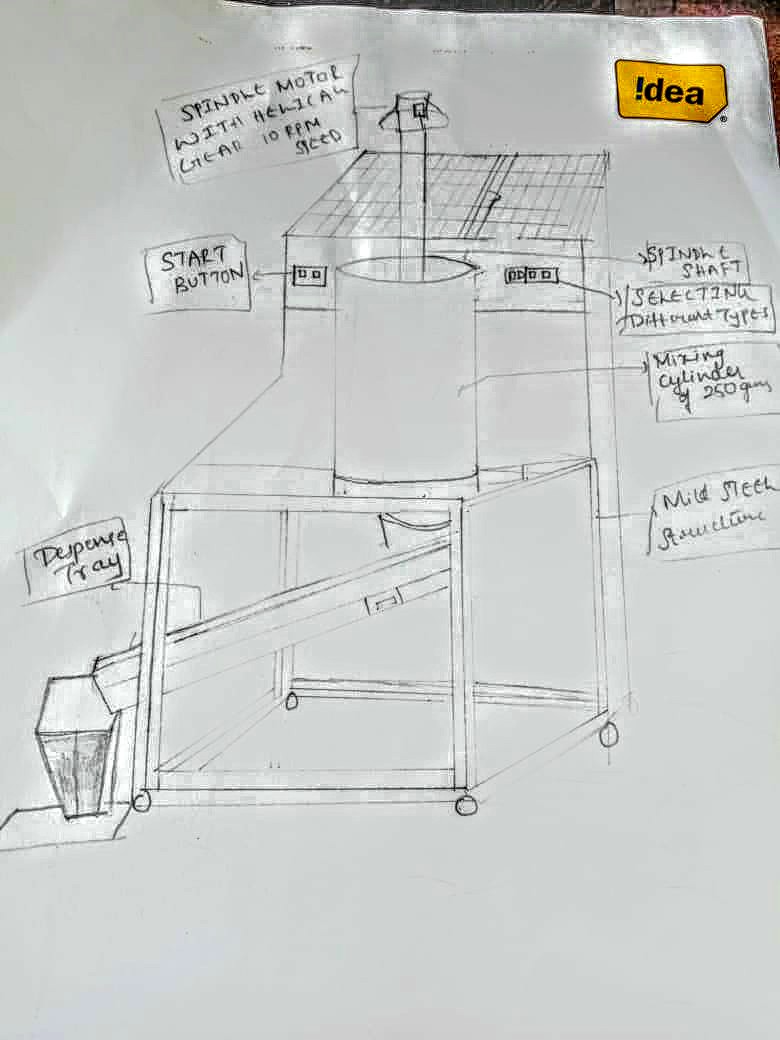 SPINDLE MOTOR
WITH HELICAL
GEAR 10 RPM
SPEED
!dea
START
BUTTON
SPINDLE
SHAFT
SELECTING
Different Types
Mixing
cylinder
of 250 gms
Mild Steel
Structure
Dispense
Tray